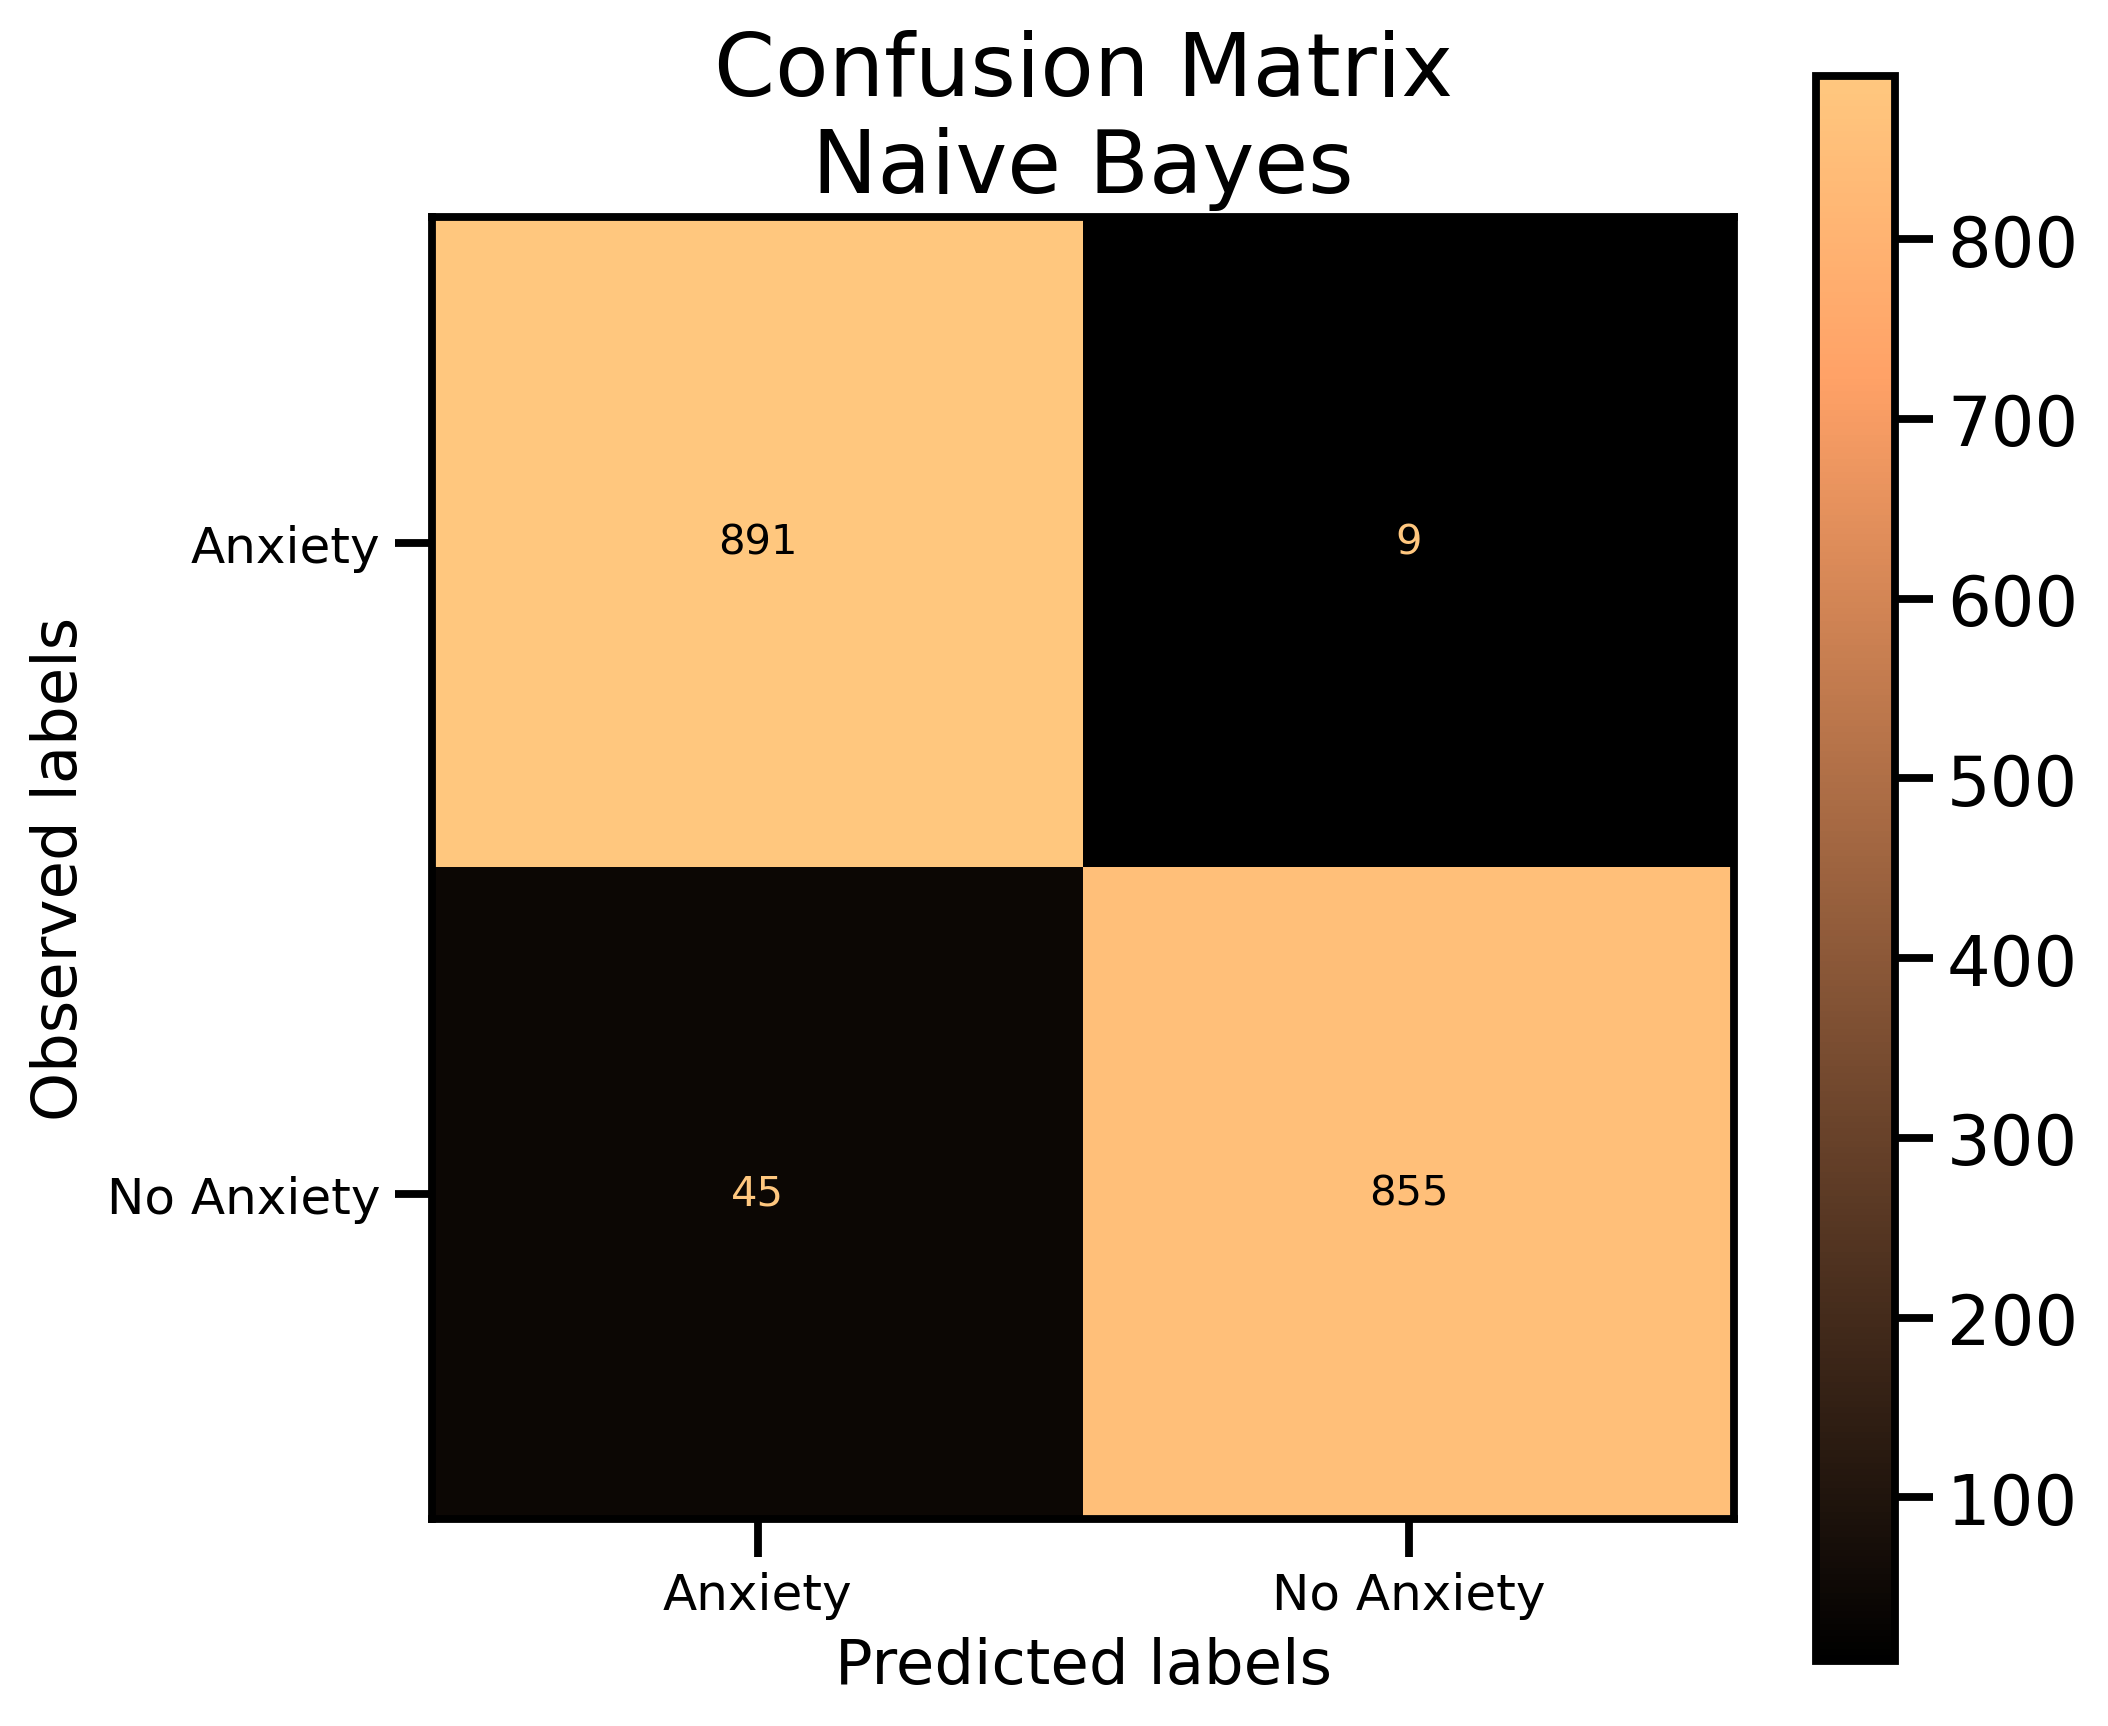 Confusion Matrix
Naive Bayes
Observed labels
Anxiety
No Anxiety
891
9
45
855
Anxiety
No Anxiety
Predicted labels
800
700
600
500
400
300
200
100